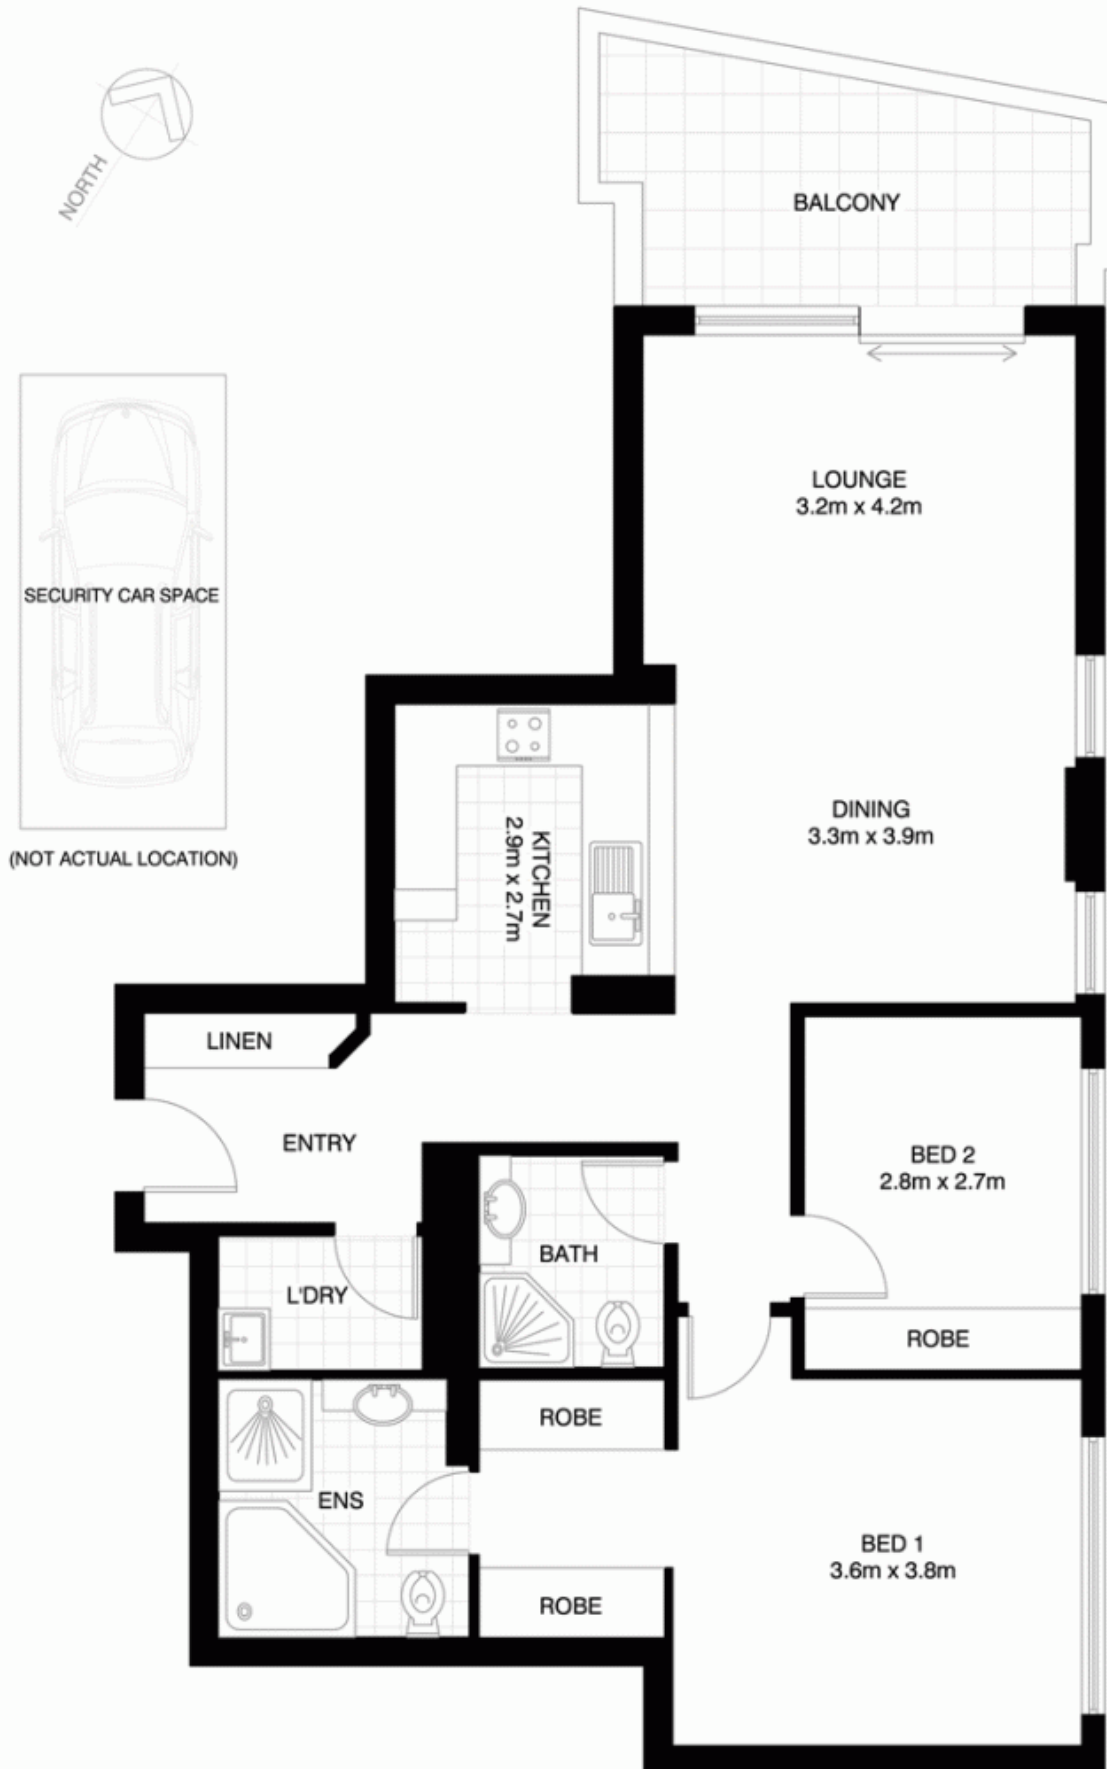 NORTH
BALCONY
LOUNGE
3.2m x 4.2m
SECURITY CAR SPACE
(NOT ACTUAL LOCATION)
DINING
3.3m x 3.9m
KITCHEN
2.9m x 2.7m
LINEN
ENTRY
BED 2
2.8m x 2.7m
BATH
L'DRY
ROBE
ROBE
ENS
BED 1
3.6m x 3.8m
ROBE